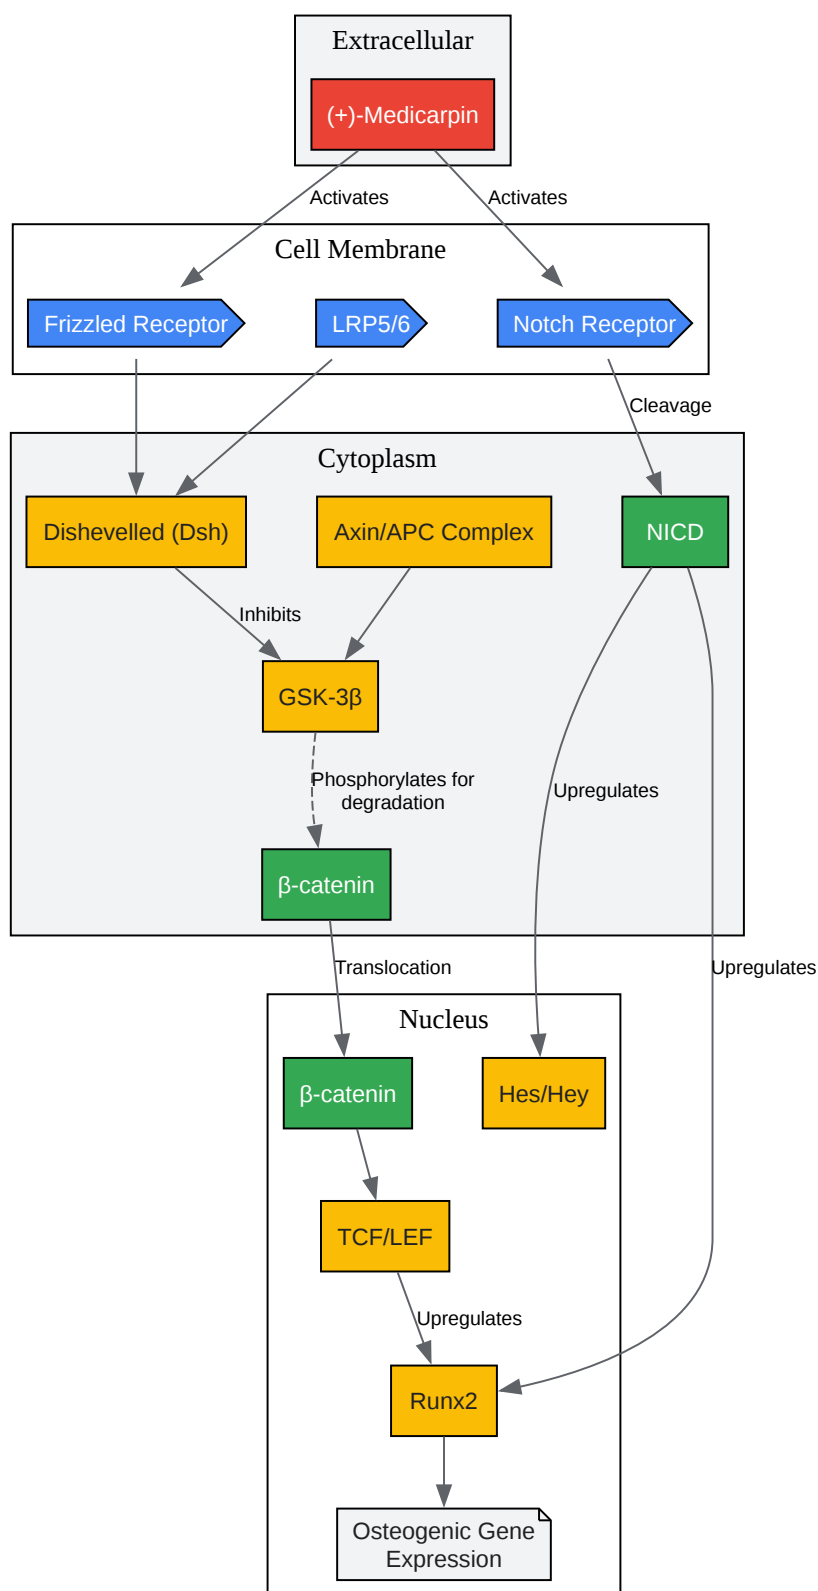 Extracellular
(+)-Medicarpin
Activates
Activates
Cell Membrane
Frizzled Receptor
LRP5/6
Notch Receptor
Cleavage
Cytoplasm
Dishevelled (Dsh)
Axin/APC Complex
NICD
Inhibits
GSK-3β
Phosphorylates for
degradation
Upregulates
β-catenin
Translocation
Upregulates
Nucleus
β-catenin
Hes/Hey
TCF/LEF
Upregulates
Runx2
Osteogenic Gene
Expression